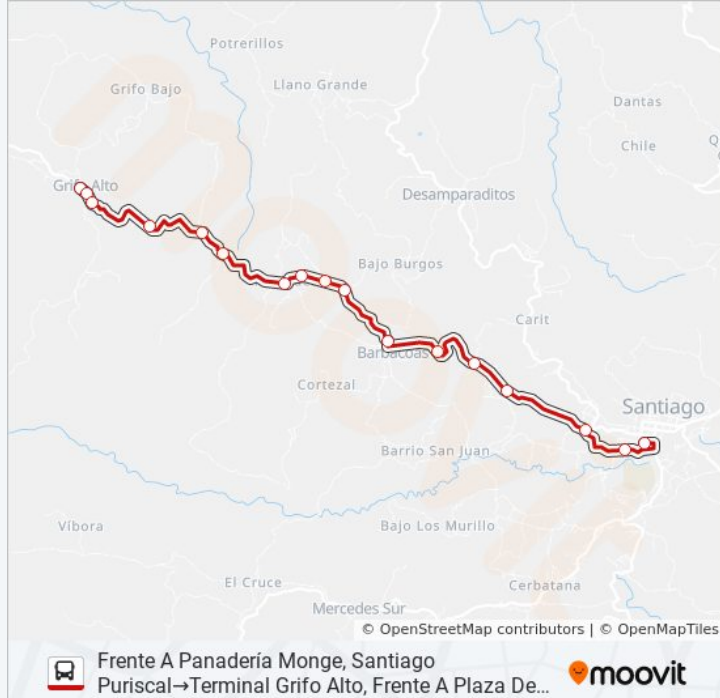 Potrerillos
Grifo Bajo
Llano Grande
Dantas
Chile
Q
Grifo Alto
Desamparaditos
Bajo Burgos
Carit
Barbacoas
Cortezal
Santiago
Barrio San Juan
Víbora
Bajo Los Murillo
El Cruce
Cerbatana
Mercedes Sur
© OpenStreetMap contributors | © OpenMapTiles
Frente A Panadería Monge, Santiago
Puriscal→Terminal Grifo Alto, Frente A Plaza De...
moovit